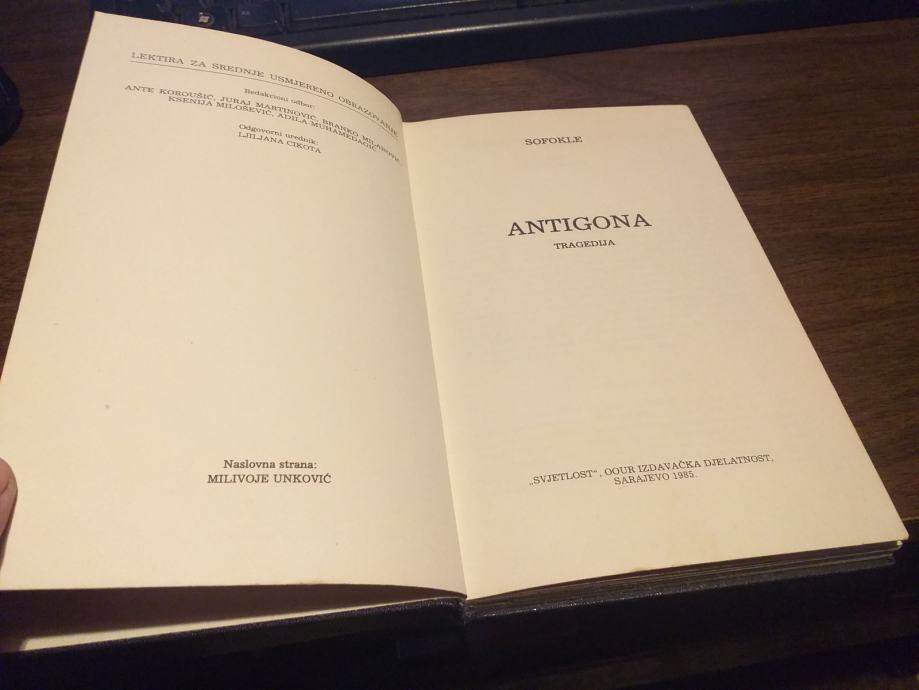 LEKTIRA ZA SREDNJE USMJERENO OBRAZOVANJE
Redakcioni odbor:
ANTE KOROUŠIĆ, JURAJ MARTINOVIĆ, BRANKO MILANOVIĆ,
KSENIJA MILOŠEVIĆ, ADILA MUHAMEDAGIĆ
Odgovorni urednik:
LJILJANA CIKOTA
Naslovna strana:
MILIVOJE UNKOVIĆ
SOFOKLE
ANTIGONA
TRAGEDIJA
„SVJETLOST“, OOUR IZDAVAČKA DJELATNOST,
SARAJEVO 1985.